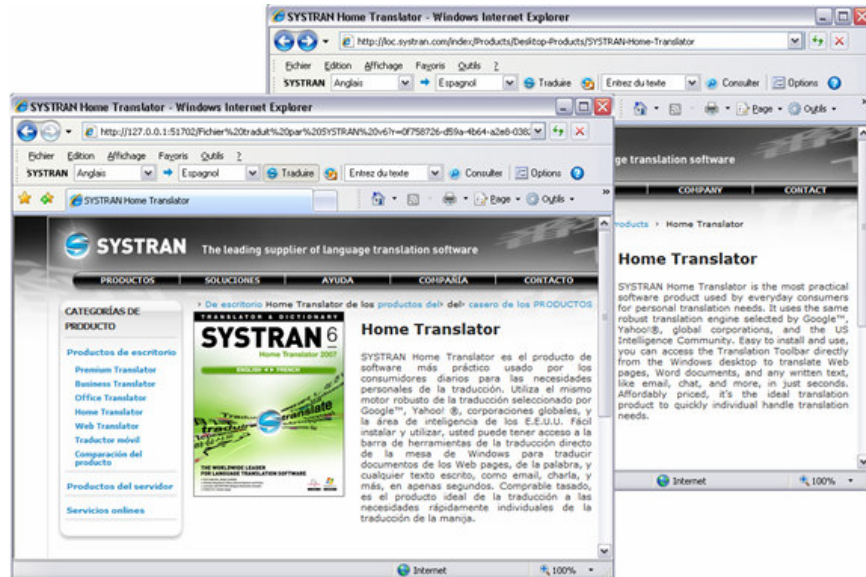 SYSTRAN Home Translator - Windows Internet Explorer
http://loc.systran.com/index/Products/Desktop-Products/SYSTRAN-Home-Translator
Fichier Edition Affichage Favoris Outils ?
SYSTRAN Anglais Espagnol Traduire Entrez du texte Consulter Options
Page Outils
ge translation software
COMPANY CONTACT
roducts › Home Translator
Home Translator
SYSTRAN Home Translator is the most practical
software product used by everyday consumers
for personal translation needs. It uses the same
robust translation engine selected by Google™,
Yahoo!®, global corporations, and the US
Intelligence Community. Easy to install and use,
you can access the Translation Toolbar directly
from the Windows desktop to translate Web
pages, Word documents, and any written text,
like email, chat, and more, in just seconds.
Affordably priced, it's the ideal translation
product to quickly individual handle translation
needs.
Internet 100%
SYSTRAN Home Translator - Windows Internet Explorer
http://127.0.0.1:51702/Fichier%20traduit%20par%20SYSTRAN%20v6?r=0f758726-d59a-4b64-a2e8-038
Fichier Edition Affichage Favoris Outils ?
SYSTRAN Anglais Espagnol Traduire Entrez du texte Consulter Options
SYSTRAN Home Translator Page Outils
SYSTRAN The leading supplier of language translation software
PRODUCTOS SOLUCIONES AYUDA COMPAÑÍA CONTACTO
› De escritorio Home Translator de los productos del› del› casero de los PRODUCTOS
CATEGORÍAS DE
PRODUCTO
Productos de escritorio
Premium Translator
Business Translator
Office Translator
Home Translator
Web Translator
Traductor móvil
Comparación del
producto
Productos del servidor
Servicios onlines
TRANSLATOR & DICTIONARY
SYSTRAN 6
Home Translator 2007
ENGLISH FRENCH
Traduire
translate
THE WORLDWIDE LEADER
FOR LANGUAGE TRANSLATION SOFTWARE
Home Translator
SYSTRAN Home Translator es el producto de
software más práctico usado por los
consumidores diarios para las necesidades
personales de la traducción. Utiliza el mismo
motor robusto de la traducción seleccionado por
Google™, Yahoo! ®, corporaciones globales, y
la área de inteligencia de los E.E.U.U. Fácil
instalar y utilizar, usted puede tener acceso a la
barra de herramientas de la traducción directo
de la mesa de Windows para traducir
documentos de los Web pages, de la palabra, y
cualquier texto escrito, como email, charla, y
más, en apenas segundos. Comprable tasado,
es el producto ideal de la traducción a las
necesidades rápidamente individuales de la
traducción de la manija.
Internet 100%